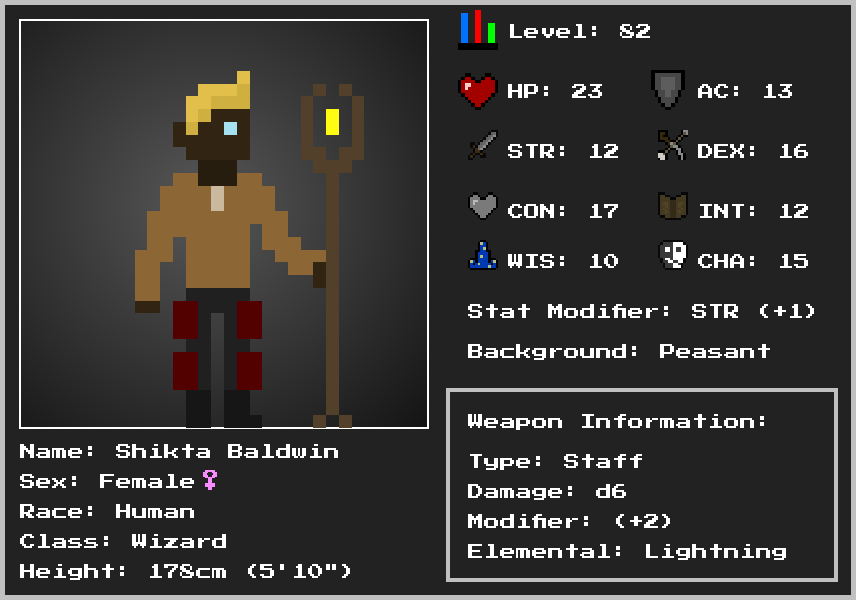 Level: 82
HP: 23
AC: 13
STR: 12
DEX: 16
CON: 17
INT: 12
WIS: 10
CHA: 15
Stat Modifier: STR (+1)
Background: Peasant
Weapon Information:
Type: Staff
Damage: d6
Modifier: (+2)
Elemental: Lightning
Name: Shikta Baldwin
Sex: Female♀
Race: Human
Class: Wizard
Height: 178cm (5'10")